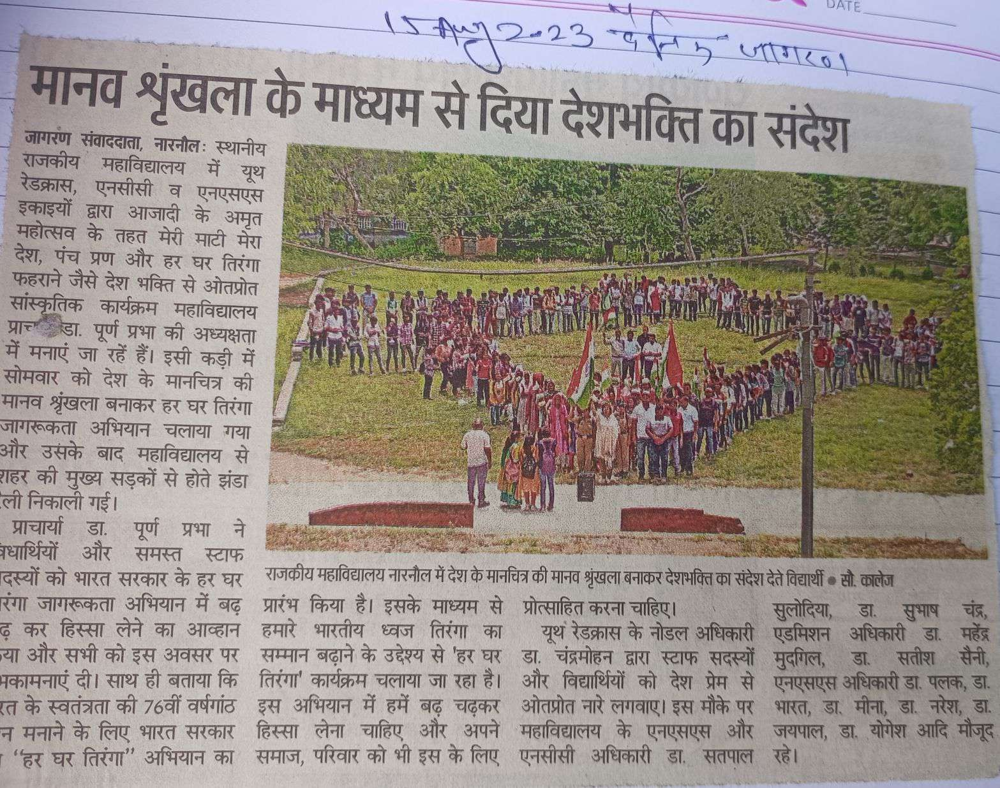 DATE
15 Aug 2023 दैनिक जागरण
मानव श्रृंखला के माध्यम से दिया देशभक्ति का संदेश
जागरण संवाददाता, नारनौल: स्थानीय
राजकीय महाविद्यालय में यूथ
रेडक्रास, एनसीसी व एनएसएस
इकाइयों द्वारा आजादी के अमृत
महोत्सव के तहत मेरी माटी मेरा
देश, पंच प्रण और हर घर तिरंगा
फहराने जैसे देश भक्ति से ओतप्रोत
सांस्कृतिक कार्यक्रम महाविद्यालय
डा. पूर्ण प्रभा की अध्यक्षता
में मनाएं जा रहें हैं। इसी कड़ी में
सोमवार को देश के मानचित्र की
मानव श्रृंखला बनाकर हर घर तिरंगा
जागरूकता अभियान चलाया गया
और उसके बाद महाविद्यालय से
शहर की मुख्य सड़कों से होते झंडा
निकाली गई।
प्राचार्या डा. पूर्ण प्रभा ने
और समस्त स्टाफ
को भारत सरकार के हर घर
जागरूकता अभियान में बढ़
कर हिस्सा लेने का आव्हान
और सभी को इस अवसर पर
दी। साथ ही बताया कि
के स्वतंत्रता की 76वीं वर्षगांठ
मनाने के लिए भारत सरकार
"हर घर तिरंगा" अभियान का
राजकीय महाविद्यालय नारनौल में देश के मानचित्र की मानव श्रृंखला बनाकर देशभक्ति का संदेश देते विद्यार्थी ● सौ. कालेज
प्रारंभ किया है। इसके माध्यम से
हमारे भारतीय ध्वज तिरंगा का
सम्मान बढ़ाने के उद्देश्य से 'हर घर
तिरंगा' कार्यक्रम चलाया जा रहा है।
इस अभियान में हमें बढ़ चढ़कर
हिस्सा लेना चाहिए और अपने
समाज, परिवार को भी इस के लिए
प्रोत्साहित करना चाहिए।
यूथ रेडक्रास के नोडल अधिकारी
डा. चंद्रमोहन द्वारा स्टाफ सदस्यों
और विद्यार्थियों को देश प्रेम से
ओतप्रोत नारे लगवाए। इस मौके पर
महाविद्यालय के एनएसएस और
एनसीसी अधिकारी डा. सतपाल
सुलोदिया, डा. सुभाष चंद्र,
एडमिशन अधिकारी डा. महेंद्र
मुदगिल, डा. सतीश सैनी,
एनएसएस अधिकारी डा. पलक, डा.
भारत, डा. मीना, डा. नरेश, डा.
जयपाल, डा. योगेश आदि मौजूद
रहे।